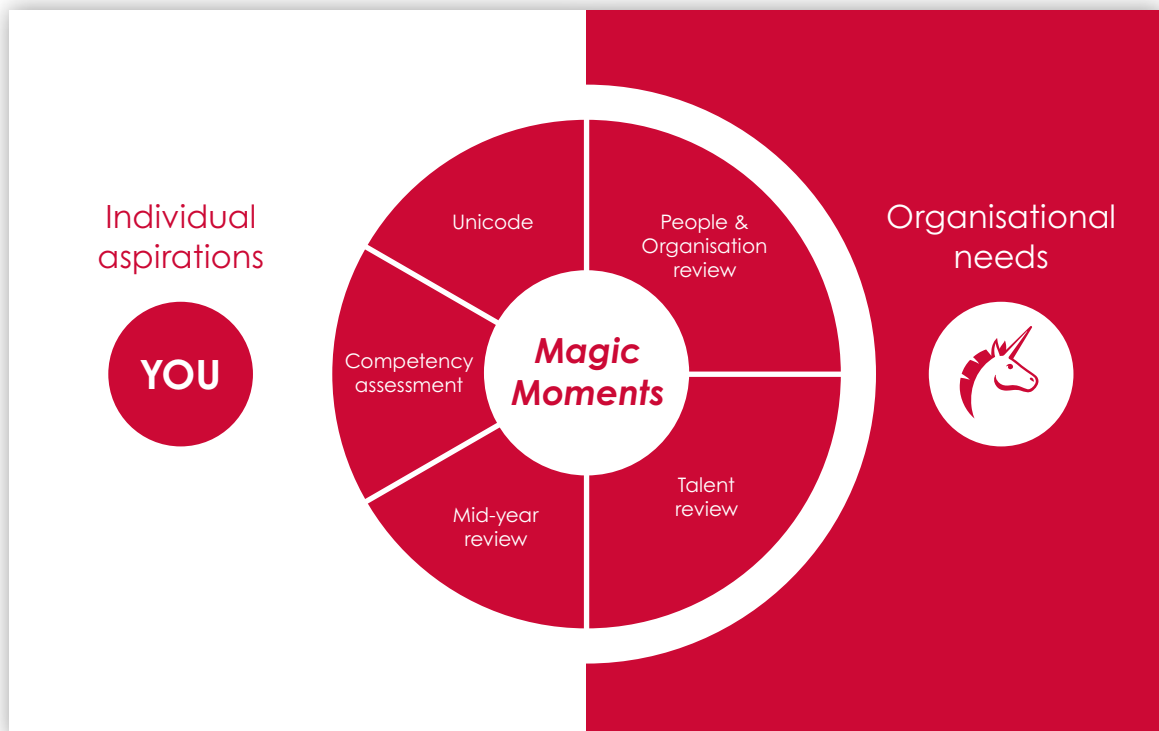 Individual
aspirations
YOU
Unicode
Competency
assessment
Mid-year
review
Magic
Moments
People &
Organisation
review
Talent
review
Organisational
needs